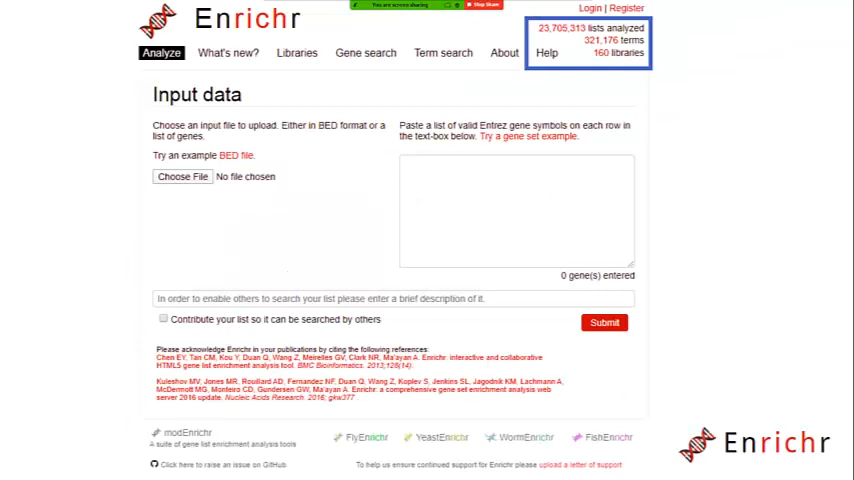 You are screen sharing
Stop Share
Login | Register
Enrichr
23,705,313 lists analyzed
321,176 terms
160 libraries
Analyze What's new? Libraries Gene search Term search About Help
Input data
Choose an input file to upload. Either in BED format or a
list of genes.
Try an example BED file.
Choose File No file chosen
Paste a list of valid Entrez gene symbols on each row in
the text-box below. Try a gene set example.
0 gene(s) entered
In order to enable others to search your list please enter a brief description of it.
Contribute your list so it can be searched by others
Submit
Please acknowledge Enrichr in your publications by citing the following references:
Chen EY, Tan CM, Kou Y, Duan Q, Wang Z, Meirelles GV, Clark NR, Ma'ayan A. Enrichr: interactive and collaborative
HTML5 gene list enrichment analysis tool. BMC Bioinformatics. 2013;128(14).
Kuleshov MV, Jones MR, Rouillard AD, Fernandez NF, Duan Q, Wang Z, Koplev S, Jenkins SL, Jagodnik KM, Lachmann A,
McDermott MG, Monteiro CD, Gundersen GW, Ma'ayan A. Enrichr: a comprehensive gene set enrichment analysis web
server 2016 update. Nucleic Acids Research. 2016; gkw377
modEnrichr
A suite of gene list enrichment analysis tools
FlyEnrichr YeastEnrichr WormEnrichr FishEnrichr
Click here to raise an issue on GitHub
To help us ensure continued support for Enrichr please upload a letter of support
Enrichr